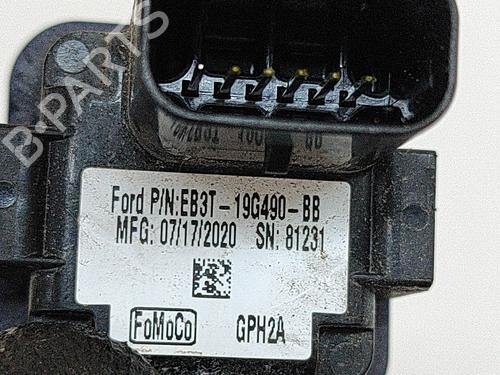 B-PARTS
Ford P/N:EB3T-19G490-BB
MFG: 07/17/2020 SN: 81231
FoMoCo GPH2A